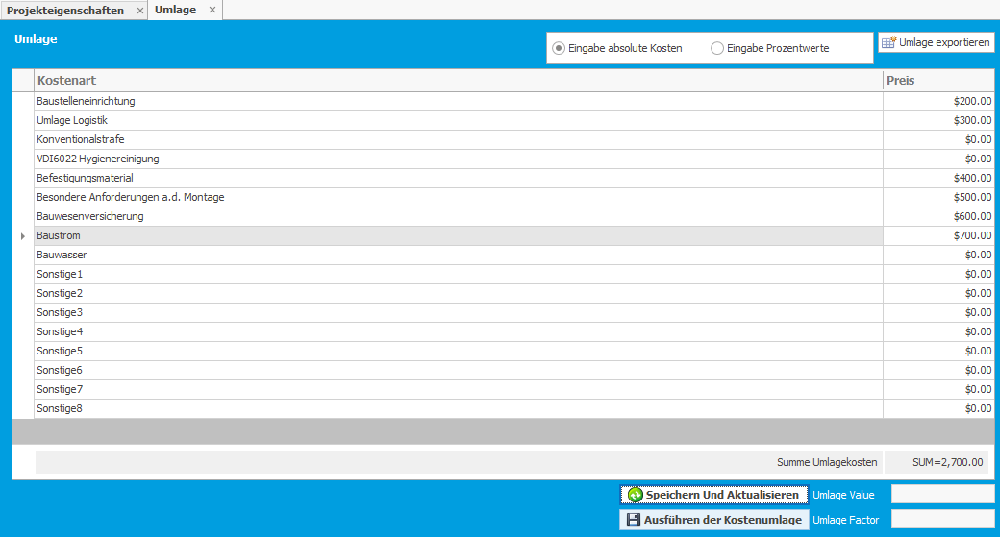 Projekteigenschaften × Umlage ×
Umlage
Eingabe absolute Kosten Eingabe Prozentwerte Umlage exportieren
Kostenart Preis
Baustelleneinrichtung $200.00
Umlage Logistik $300.00
Konventionalstrafe $0.00
VDI6022 Hygienereinigung $0.00
Befestigungsmaterial $400.00
Besondere Anforderungen a.d. Montage $500.00
Bauwesenversicherung $600.00
Baustrom $700.00
Bauwasser $0.00
Sonstige1 $0.00
Sonstige2 $0.00
Sonstige3 $0.00
Sonstige4 $0.00
Sonstige5 $0.00
Sonstige6 $0.00
Sonstige7 $0.00
Sonstige8 $0.00
Summe Umlagekosten SUM=2,700.00
Speichern Und Aktualisieren Umlage Value
Ausführen der Kostenumlage Umlage Factor